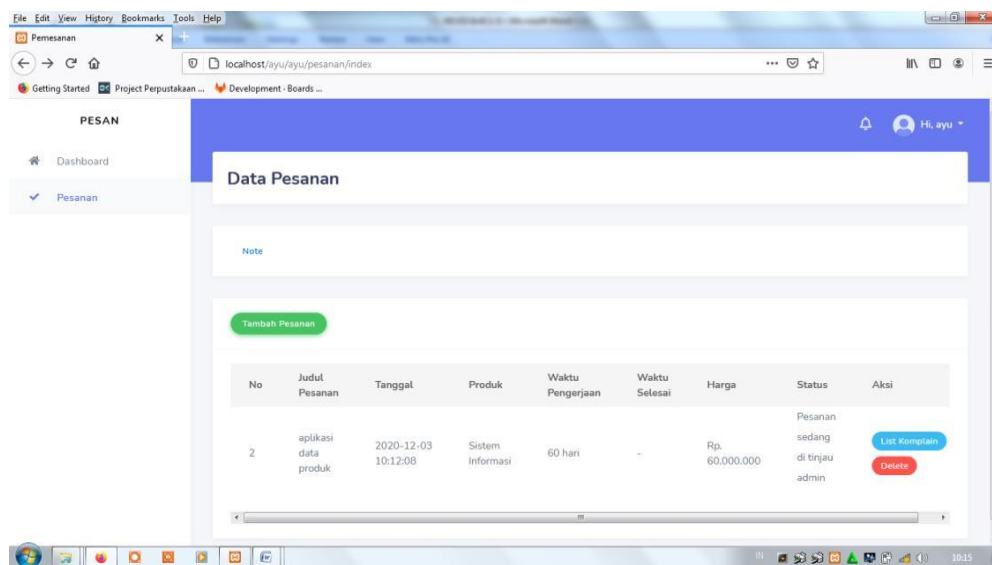 File Edit View History Bookmarks Tools Help
Pemesanan
localhost/ayu/ayu/pesanan/index
Getting Started Project Perpustakaan ... Development - Boards ...
PESAN
Hi, ayu
Dashboard
Pesanan
Data Pesanan
Note
Tambah Pesanan
No Judul Pesanan Tanggal Produk Waktu Pengerjaan Waktu Selesai Harga Status Aksi
2 aplikasi data produk 2020-12-03 10:12:08 Sistem Informasi 60 hari - Rp. 60.000.000 Pesanan sedang di tinjau admin List Komplain Delete
IN 10:15